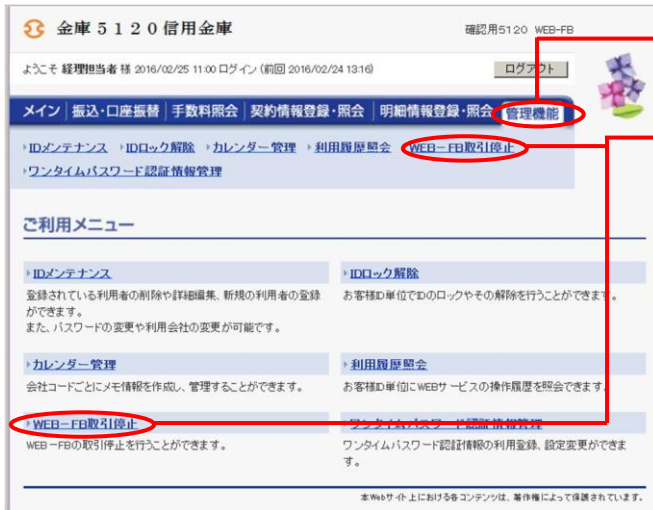 金庫５１２０信用金庫
確認用5120 WEB-FB
ようこそ 経理担当者 様 2016/02/25 11:00 ログイン (前回 2016/02/24 13:16)
ログアウト
メイン 振込・口座振替 手数料照会 契約情報登録・照会 明細情報登録・照会 管理機能
IDメンテナンス IDロック解除 カレンダー管理 利用履歴照会 WEB－FB取引停止
ワンタイムパスワード認証情報管理
ご利用メニュー
IDメンテナンス
登録されている利用者の削除や詳細編集、新規の利用者の登録
ができます。
また、パスワードの変更や利用会社の変更が可能です。
IDロック解除
お客様ID単位でIDのロックやその解除を行うことができます。
カレンダー管理
会社コードごとにメモ情報を作成し、管理することができます。
利用履歴照会
お客様ID単位にWEBサービスの操作履歴を照会できます。
WEB－FB取引停止
WEB－FBの取引停止を行うことができます。
ワンタイムパスワード認証情報管理
ワンタイムパスワード認証情報の利用登録、設定変更ができま
す。
本Webサイト上における各コンテンツは、著作権によって保護されています。